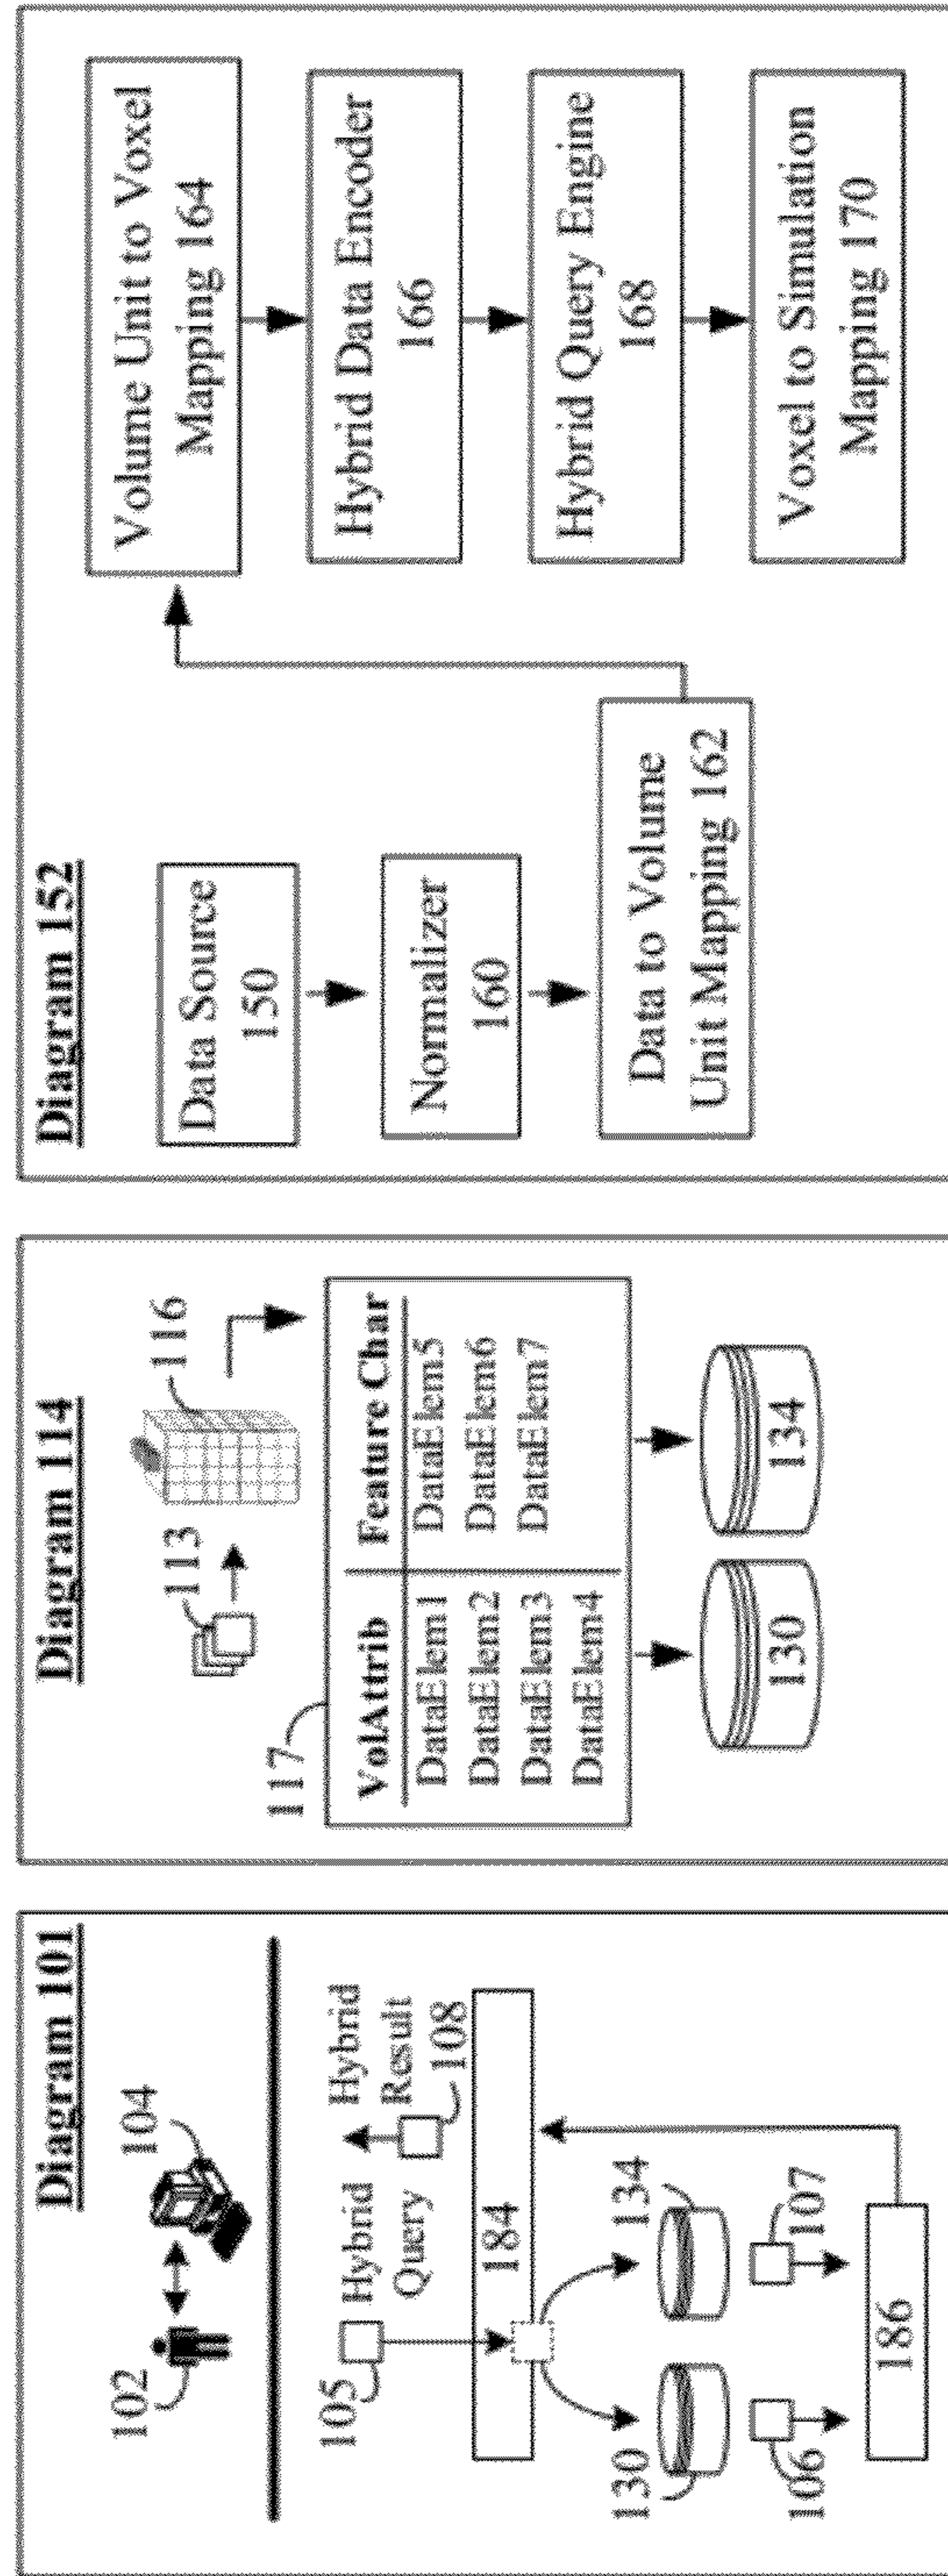 Diagram 101
102
104
105
Hybrid
Query
Hybrid
Result
108
184
130
134
106
107
186
Diagram 114
113
116
117
VolAttrib
Feature Char
DataElem1
DataElem5
DataElem2
DataElem6
DataElem3
DataElem7
DataElem4
130
134
Diagram 152
Data Source
150
Normalizer
160
Data to Volume
Unit Mapping 162
Volume Unit to Voxel
Mapping 164
Hybrid Data Encoder
166
Hybrid Query Engine
168
Voxel to Simulation
Mapping 170